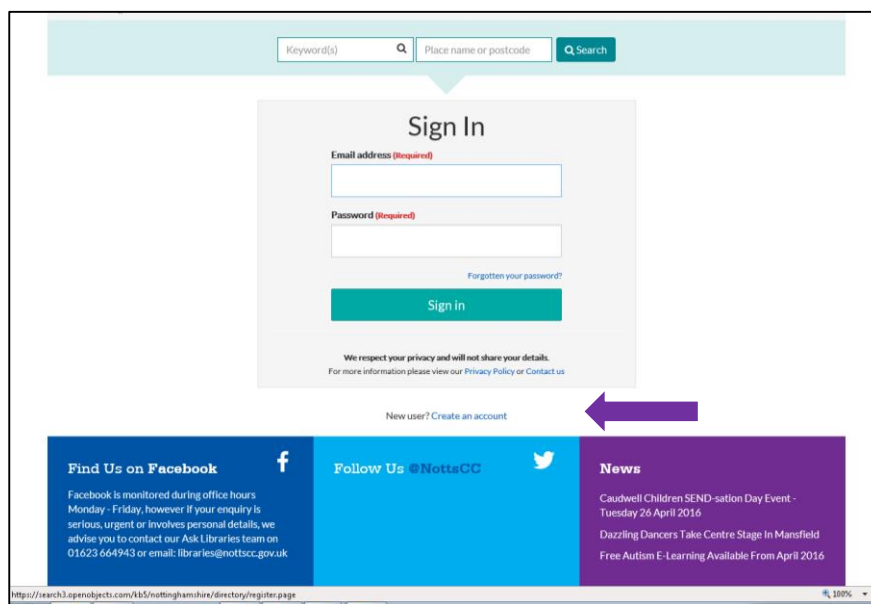 Keyword(s)
Place name or postcode
Search
Sign In
Email address (Required)
Password (Required)
Forgotten your password?
Sign in
We respect your privacy and will not share your details.
For more information please view our Privacy Policy or Contact us
New user? Create an account
Find Us on Facebook
Facebook is monitored during office hours
Monday - Friday, however if your enquiry is
serious, urgent or involves personal details, we
advise you to contact our Ask Libraries team on
01623 664943 or email: libraries@nottscc.gov.uk
Follow Us @NottsCC
News
Caudwell Children SEND-sation Day Event -
Tuesday 26 April 2016
Dazzling Dancers Take Centre Stage In Mansfield
Free Autism E-Learning Available From April 2016
https://search3.openobjects.com/kb5/nottinghamshire/directory/register.page
100%